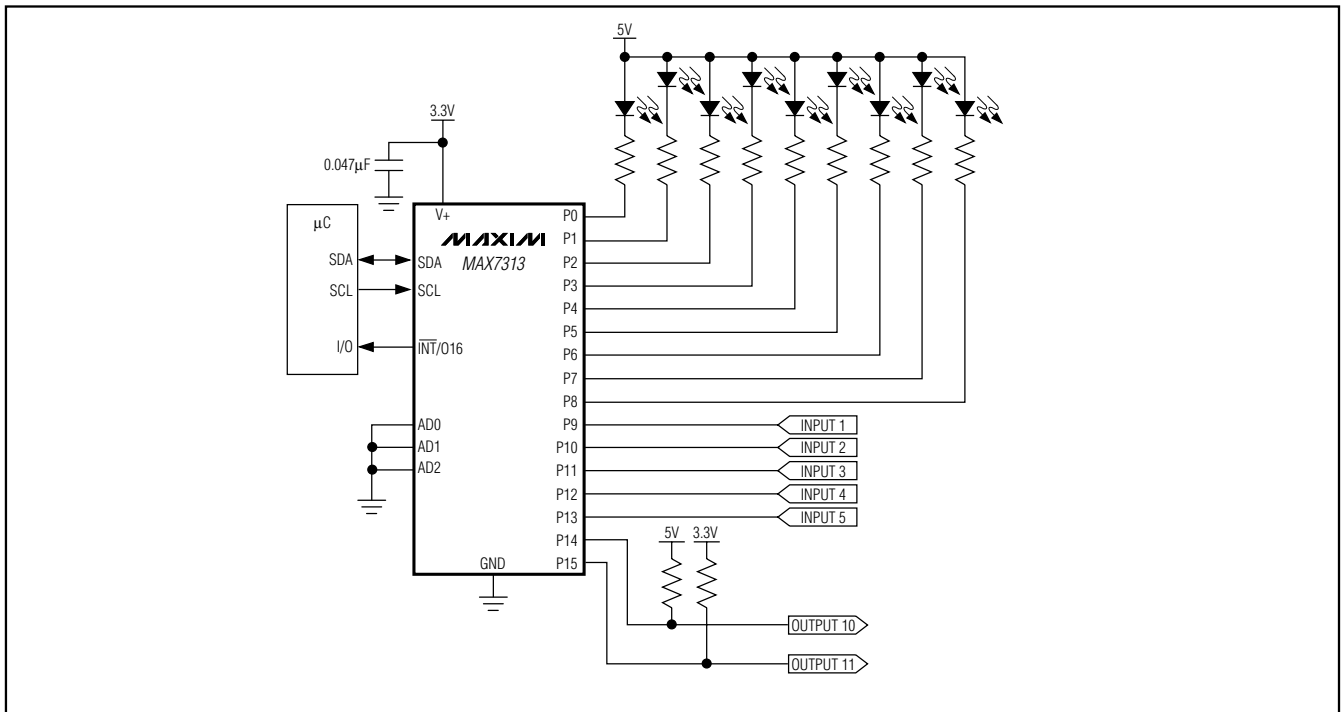 5V
3.3V
0.047µF
µC
SDA
SCL
I/O
V+
MAXIM
MAX7313
SDA
SCL
INT/O16
AD0
AD1
AD2
GND
P0
P1
P2
P3
P4
P5
P6
P7
P8
P9
P10
P11
P12
P13
P14
P15
INPUT 1
INPUT 2
INPUT 3
INPUT 4
INPUT 5
5V 3.3V
OUTPUT 10
OUTPUT 11